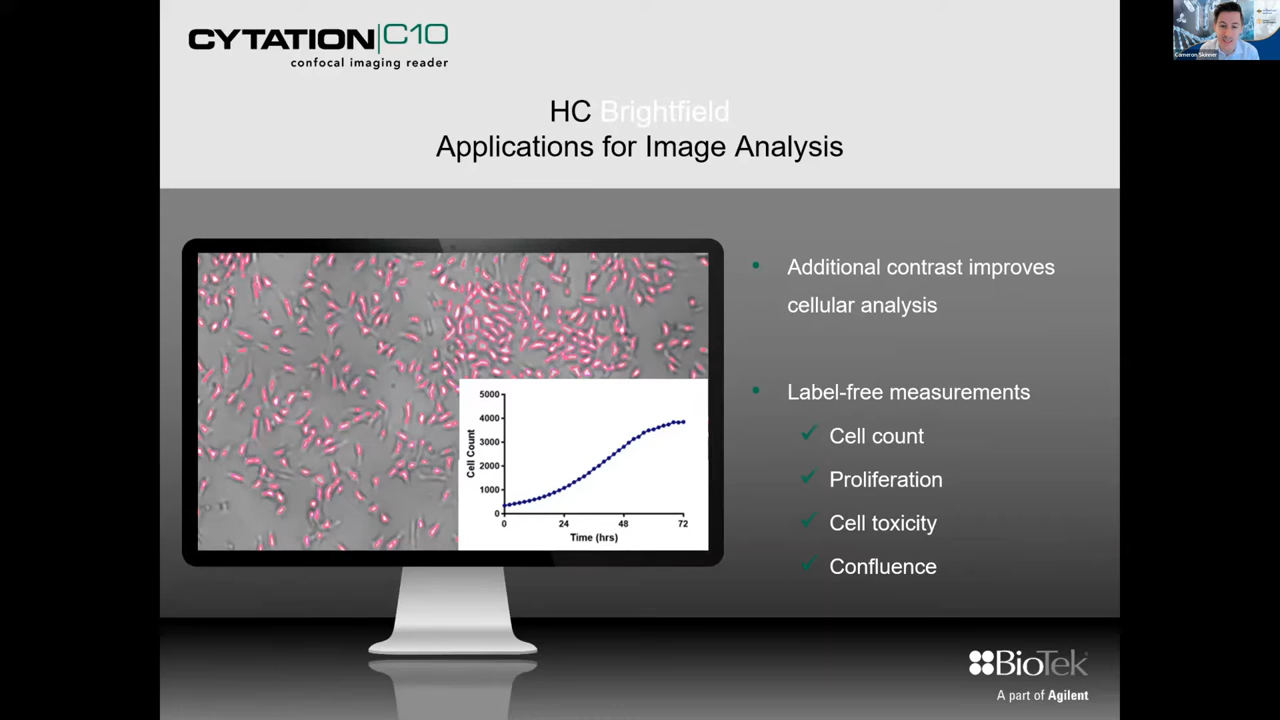 CYTATION C10
confocal imaging reader
Cameron Skinner
HC Brightfield
Applications for Image Analysis
5000
4000
3000
2000
1000
0
Cell Count
0 24 48 72
Time (hrs)
• Additional contrast improves
cellular analysis
• Label-free measurements
✓ Cell count
✓ Proliferation
✓ Cell toxicity
✓ Confluence
BioTek
A part of Agilent